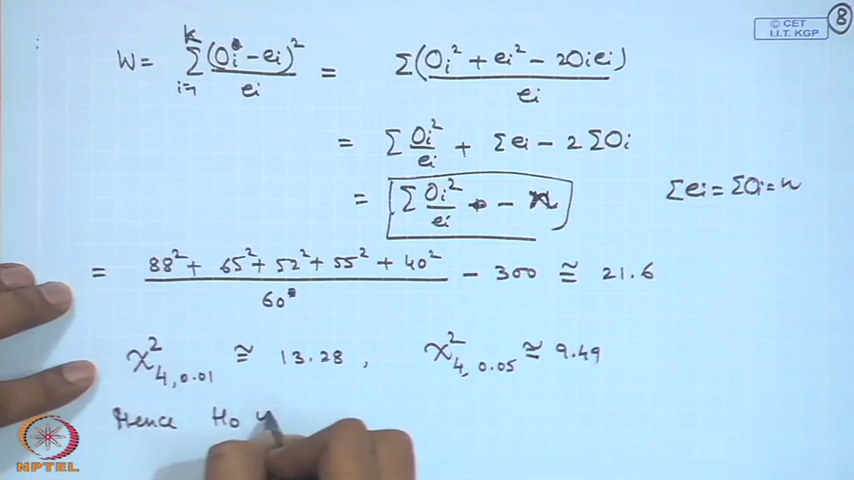 8
© CET
I.I.T. KGP
W = Σ_{i=1}^{k} (Oi - ei)² / ei = Σ(Oi² + ei² - 2Oiei) / ei
= Σ Oi²/ei + Σei - 2ΣOi
= Σ Oi²/ei - n Σei = ΣOi = n
= (88² + 65² + 52² + 55² + 40²) / 60 - 300 ≅ 21.6
χ²_{4, 0.01} ≅ 13.28, χ²_{4, 0.05} ≅ 9.49
Hence H₀
NPTEL